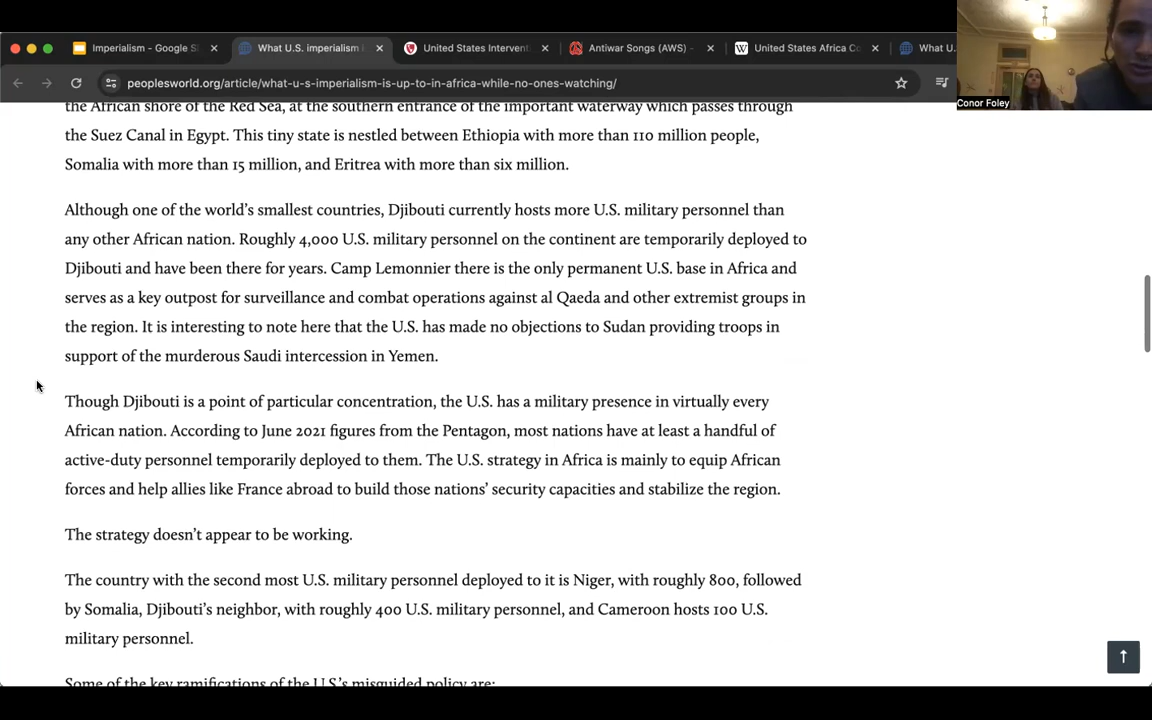 Imperialism - Google Sl
What U.S. imperialism
United States Intervent
Antiwar Songs (AWS) -
United States Africa Co
What U.
peoplesworld.org/article/what-u-s-imperialism-is-up-to-in-africa-while-no-ones-watching/
Conor Foley
the African shore of the Red Sea, at the southern entrance of the important waterway which passes through
the Suez Canal in Egypt. This tiny state is nestled between Ethiopia with more than 110 million people,
Somalia with more than 15 million, and Eritrea with more than six million.
Although one of the world’s smallest countries, Djibouti currently hosts more U.S. military personnel than
any other African nation. Roughly 4,000 U.S. military personnel on the continent are temporarily deployed to
Djibouti and have been there for years. Camp Lemonnier there is the only permanent U.S. base in Africa and
serves as a key outpost for surveillance and combat operations against al Qaeda and other extremist groups in
the region. It is interesting to note here that the U.S. has made no objections to Sudan providing troops in
support of the murderous Saudi intercession in Yemen.
Though Djibouti is a point of particular concentration, the U.S. has a military presence in virtually every
African nation. According to June 2021 figures from the Pentagon, most nations have at least a handful of
active-duty personnel temporarily deployed to them. The U.S. strategy in Africa is mainly to equip African
forces and help allies like France abroad to build those nations’ security capacities and stabilize the region.
The strategy doesn’t appear to be working.
The country with the second most U.S. military personnel deployed to it is Niger, with roughly 800, followed
by Somalia, Djibouti’s neighbor, with roughly 400 U.S. military personnel, and Cameroon hosts 100 U.S.
military personnel.
Some of the key ramifications of the U.S.’s misguided policy are: